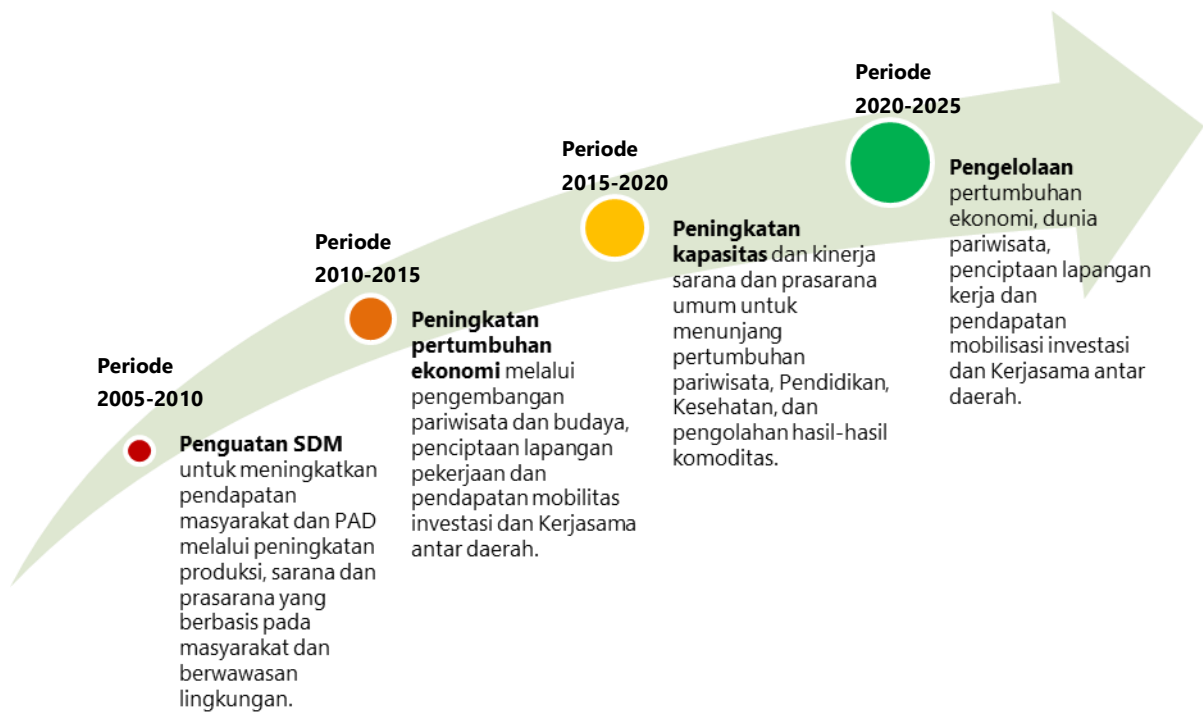 Periode
2005-2010
Penguatan SDM
untuk meningkatkan
pendapatan
masyarakat dan PAD
melalui peningkatan
produksi, sarana dan
prasarana yang
berbasis pada
masyarakat dan
berwawasan
lingkungan.
Periode
2010-2015
Peningkatan
pertumbuhan
ekonomi melalui
pengembangan
pariwisata dan budaya,
penciptaan lapangan
pekerjaan dan
pendapatan mobilitas
investasi dan Kerjasama
antar daerah.
Periode
2015-2020
Peningkatan
kapasitas dan kinerja
sarana dan prasarana
umum untuk
menunjang
pertumbuhan
pariwisata, Pendidikan,
Kesehatan, dan
pengolahan hasil-hasil
komoditas.
Periode
2020-2025
Pengelolaan
pertumbuhan
ekonomi, dunia
pariwisata,
penciptaan lapangan
kerja dan
pendapatan
mobilisasi investasi
dan Kerjasama antar
daerah.